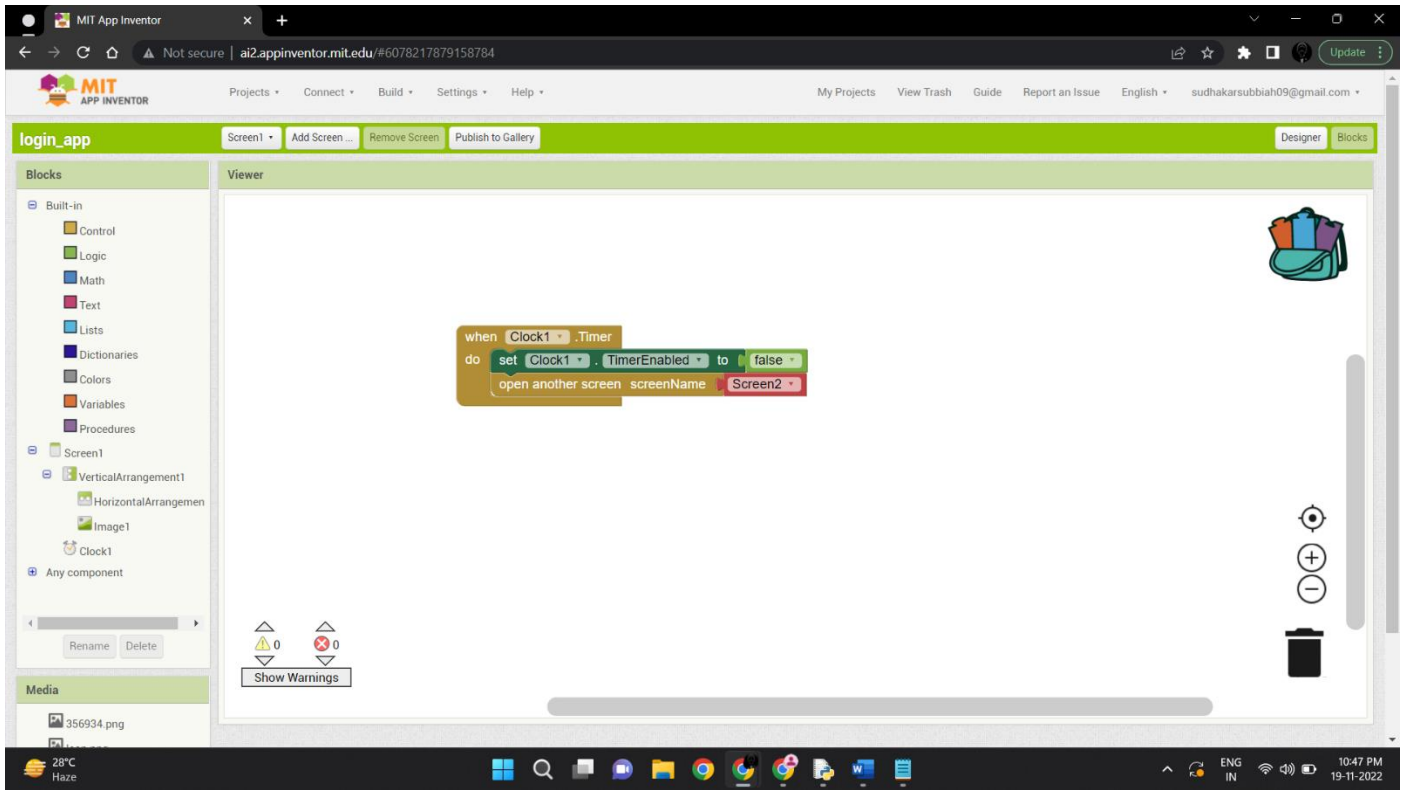 MIT App Inventor
Not secure | ai2.appinventor.mit.edu/#6078217879158784
Update
MIT
APP INVENTOR
Projects Connect Build Settings Help My Projects View Trash Guide Report an Issue English sudhakarsubbiah09@gmail.com
login_app Screen1 Add Screen ... Remove Screen Publish to Gallery Designer Blocks
Blocks
Viewer
Built-in
Control
Logic
Math
Text
Lists
Dictionaries
Colors
Variables
Procedures
Screen1
VerticalArrangement1
HorizontalArrangemen
Image1
Clock1
Any component
Rename Delete
Media
356934.png
when Clock1 .Timer
do set Clock1 . TimerEnabled to false
open another screen screenName Screen2
0 0
Show Warnings
28°C
Haze
ENG
IN
10:47 PM
19-11-2022